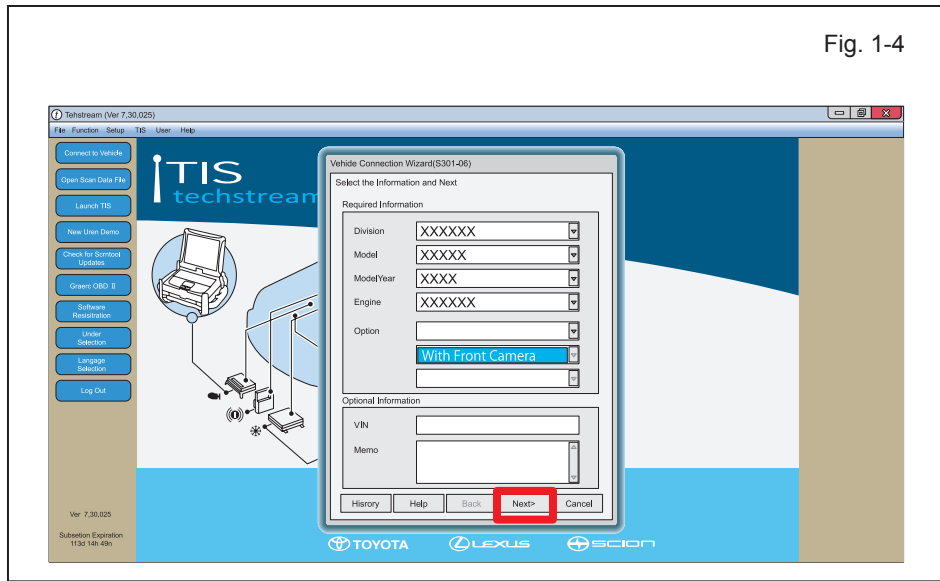 Fig. 1-4
Tehstream (Ver 7,30,025)
File Function Setup TIS User Help
Connect to Vehicle
Open Scan Data File
Launch TIS
New Uren Demo
Check for Scrntool
Updates
Graerc OBD II
Software
Resisitration
Under
Selection
Langage
Selection
Log Out
Ver 7,30,025
Subsetion Expiration
113d 14h 49n
TIS
techstream
Vehide Connection Wizard(S301-06)
Select the Information and Next
Required Information
Division XXXXXX
Model XXXXX
ModelYear XXXX
Engine XXXXXX
Option
With Front Camera
Optional Information
VIN
Memo
Hisrory Help Back Next> Cancel
TOYOTA LEXUS SCION